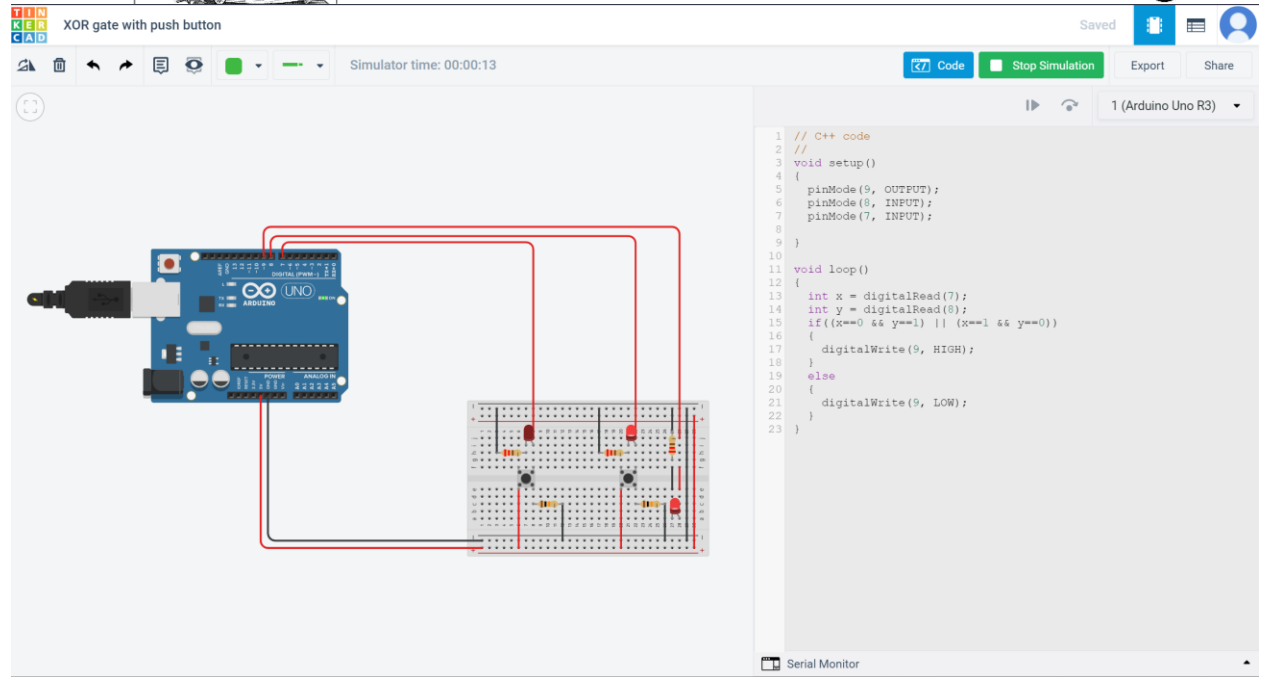 TIN
KER
CAD
XOR gate with push button
Saved
Simulator time: 00:00:13
Code
Stop Simulation
Export
Share
1 (Arduino Uno R3)
1 // C++ code
2 //
3 void setup()
4 {
5 pinMode(9, OUTPUT);
6 pinMode(8, INPUT);
7 pinMode(7, INPUT);
8
9 }
10
11 void loop()
12 {
13 int x = digitalRead(7);
14 int y = digitalRead(8);
15 if((x==0 && y==1) || (x==1 && y==0))
16 {
17 digitalWrite(9, HIGH);
18 }
19 else
20 {
21 digitalWrite(9, LOW);
22 }
23 }
DIGITAL (PWM~)
UNO
ARDUINO
POWER
ANALOG IN
Serial Monitor